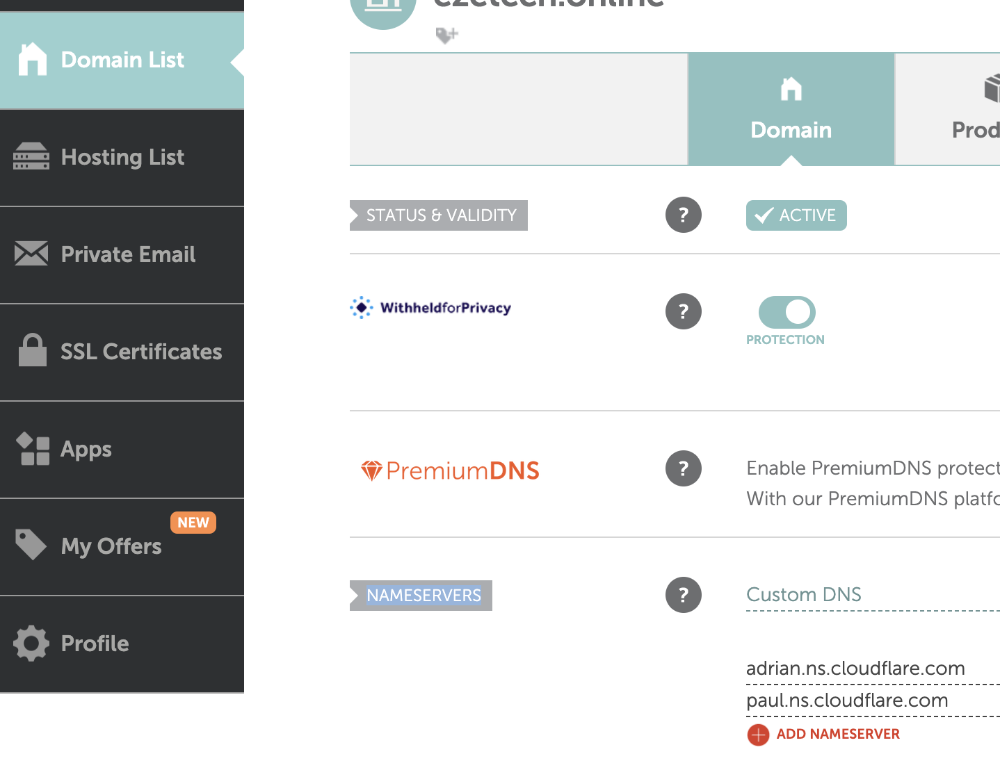 ezetech.online
Domain List
Hosting List
Private Email
SSL Certificates
Apps
NEW
My Offers
Profile
Domain
Prod
STATUS & VALIDITY
?
ACTIVE
WithheldforPrivacy
?
PROTECTION
PremiumDNS
?
Enable PremiumDNS protect
With our PremiumDNS platfo
NAMESERVERS
?
Custom DNS
adrian.ns.cloudflare.com
paul.ns.cloudflare.com
ADD NAMESERVER